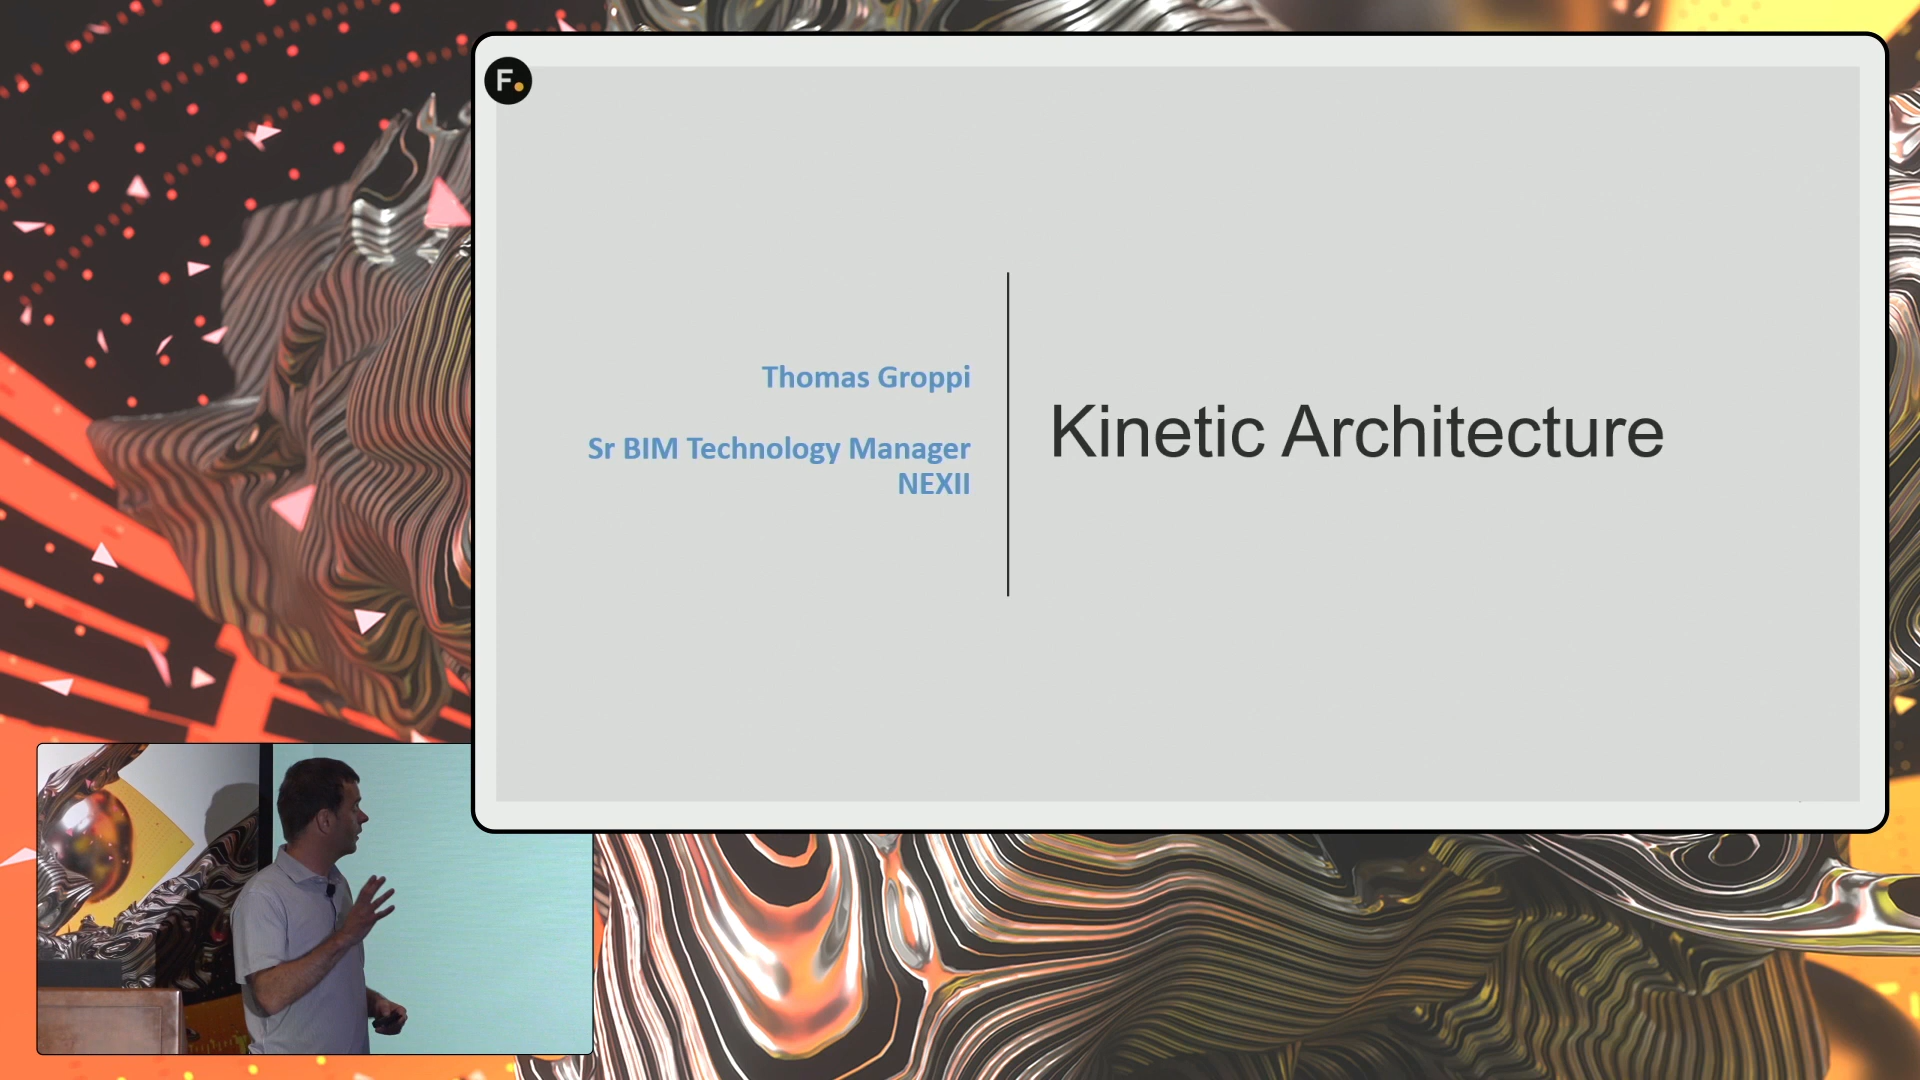 F.
Thomas Groppi
Sr BIM Technology Manager
NEXII
Kinetic Architecture